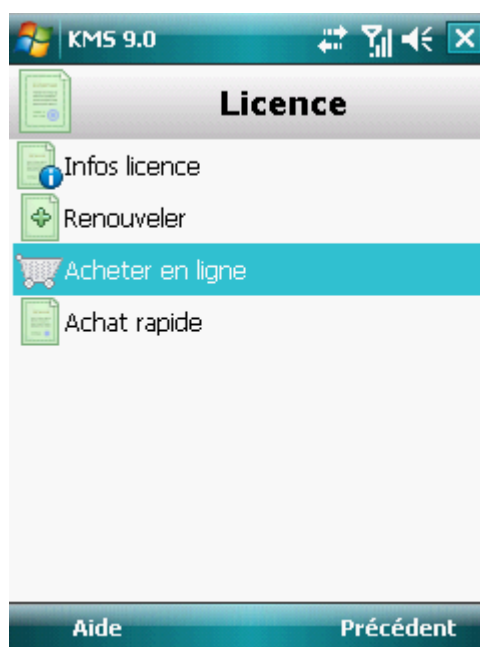 KMS 9.0
Licence
Infos licence
Renouveler
Acheter en ligne
Achat rapide
Aide Précédent